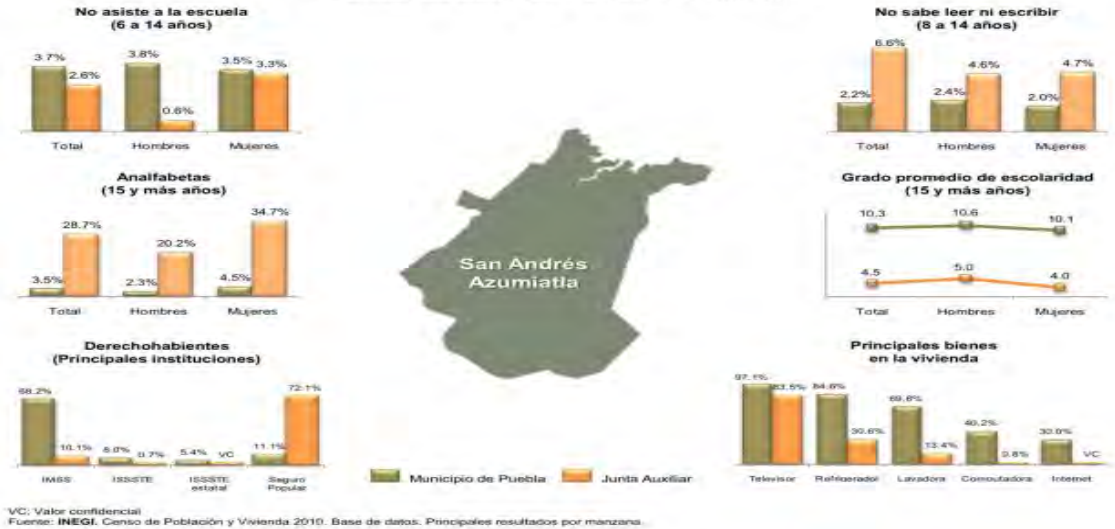 No asiste a la escuela
(6 a 14 años)
3.7%
2.6%
3.8%
0.6%
3.5%
3.3%
Total
Hombres
Mujeres
No sabe leer ni escribir
(8 a 14 años)
2.2%
6.6%
2.4%
4.6%
2.0%
4.7%
Total
Hombres
Mujeres
Analfabetas
(15 y más años)
3.5%
28.7%
2.3%
20.2%
4.5%
34.7%
Total
Hombres
Mujeres
San Andrés
Azumiatla
Grado promedio de escolaridad
(15 y más años)
10.3
10.6
10.1
4.5
5.0
4.0
Total
Hombres
Mujeres
Derechohabientes
(Principales instituciones)
68.2%
10.1%
0.7%
5.4%
VC
11.1%
72.1%
IMSS
ISSSTE
ISSSTE
estatal
Seguro
Popular
Municipio de Puebla
Junta Auxiliar
Principales bienes
en la vivienda
97.1%
83.5%
84.6%
30.6%
13.4%
40.2%
0.8%
VC
Televisor
Refrigerador
Lavadora
Computadora
Internet
VC: Valor confidencial
Fuente: INEGI. Censo de Población y Vivienda 2010. Base de datos. Principales resultados por manzana.